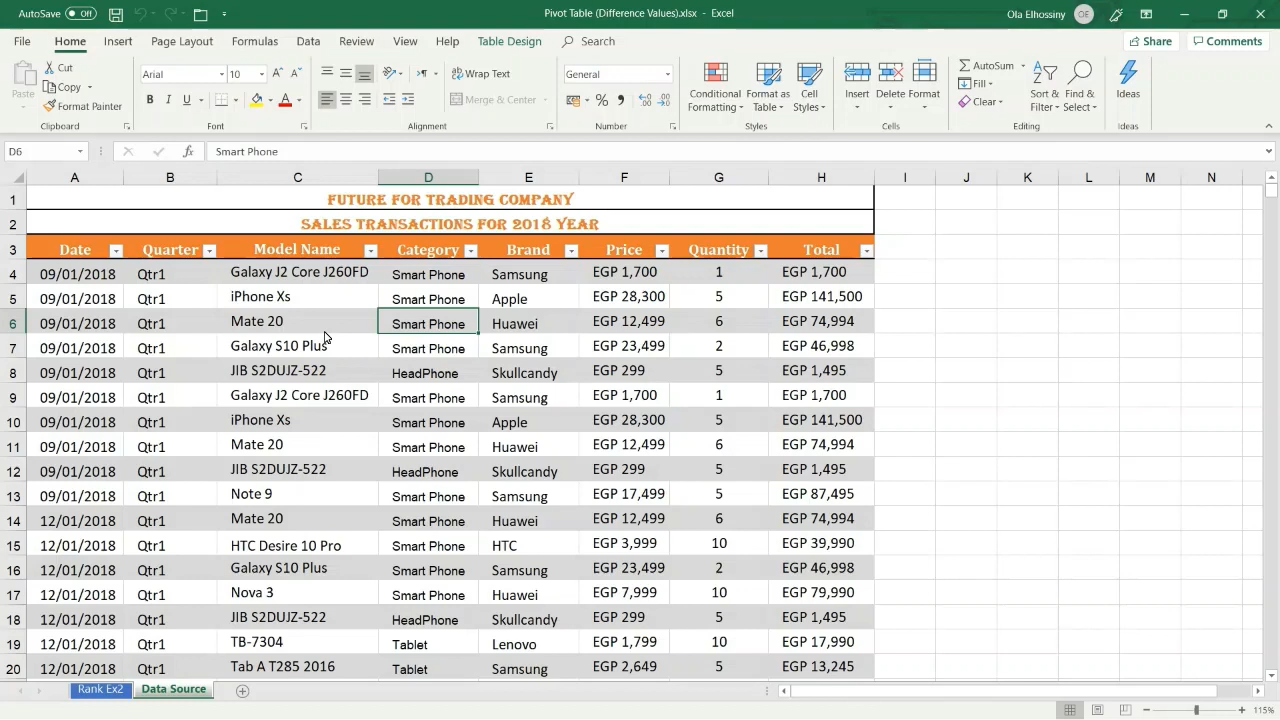 AutoSave Off Pivot Table (Difference Values).xlsx - Excel Ola Elhossiny OE
File Home Insert Page Layout Formulas Data Review View Help Table Design Search Share Comments
Paste Cut Copy Format Painter Clipboard
Arial 10 A A B I U A Font
Wrap Text Merge & Center Alignment
General % Number
Conditional Formatting Format as Table Cell Styles Styles
Insert Delete Format Cells
AutoSum Fill Clear Sort & Filter Find & Select Editing
Ideas Ideas
D6 fx Smart Phone
A B C D E F G H I J K L M N
1 FUTURE FOR TRADING COMPANY
2 SALES TRANSACTIONS FOR 2018 YEAR
3 Date Quarter Model Name Category Brand Price Quantity Total
4 09/01/2018 Qtr1 Galaxy J2 Core J260FD Smart Phone Samsung EGP 1,700 1 EGP 1,700
5 09/01/2018 Qtr1 iPhone Xs Smart Phone Apple EGP 28,300 5 EGP 141,500
6 09/01/2018 Qtr1 Mate 20 Smart Phone Huawei EGP 12,499 6 EGP 74,994
7 09/01/2018 Qtr1 Galaxy S10 Plus Smart Phone Samsung EGP 23,499 2 EGP 46,998
8 09/01/2018 Qtr1 JIB S2DUJZ-522 HeadPhone Skullcandy EGP 299 5 EGP 1,495
9 09/01/2018 Qtr1 Galaxy J2 Core J260FD Smart Phone Samsung EGP 1,700 1 EGP 1,700
10 09/01/2018 Qtr1 iPhone Xs Smart Phone Apple EGP 28,300 5 EGP 141,500
11 09/01/2018 Qtr1 Mate 20 Smart Phone Huawei EGP 12,499 6 EGP 74,994
12 09/01/2018 Qtr1 JIB S2DUJZ-522 HeadPhone Skullcandy EGP 299 5 EGP 1,495
13 09/01/2018 Qtr1 Note 9 Smart Phone Samsung EGP 17,499 5 EGP 87,495
14 12/01/2018 Qtr1 Mate 20 Smart Phone Huawei EGP 12,499 6 EGP 74,994
15 12/01/2018 Qtr1 HTC Desire 10 Pro Smart Phone HTC EGP 3,999 10 EGP 39,990
16 12/01/2018 Qtr1 Galaxy S10 Plus Smart Phone Samsung EGP 23,499 2 EGP 46,998
17 12/01/2018 Qtr1 Nova 3 Smart Phone Huawei EGP 7,999 10 EGP 79,990
18 12/01/2018 Qtr1 JIB S2DUJZ-522 HeadPhone Skullcandy EGP 299 5 EGP 1,495
19 12/01/2018 Qtr1 TB-7304 Tablet Lenovo EGP 1,799 10 EGP 17,990
20 12/01/2018 Qtr1 Tab A T285 2016 Tablet Samsung EGP 2,649 5 EGP 13,245
Rank Ex2 Data Source
115%